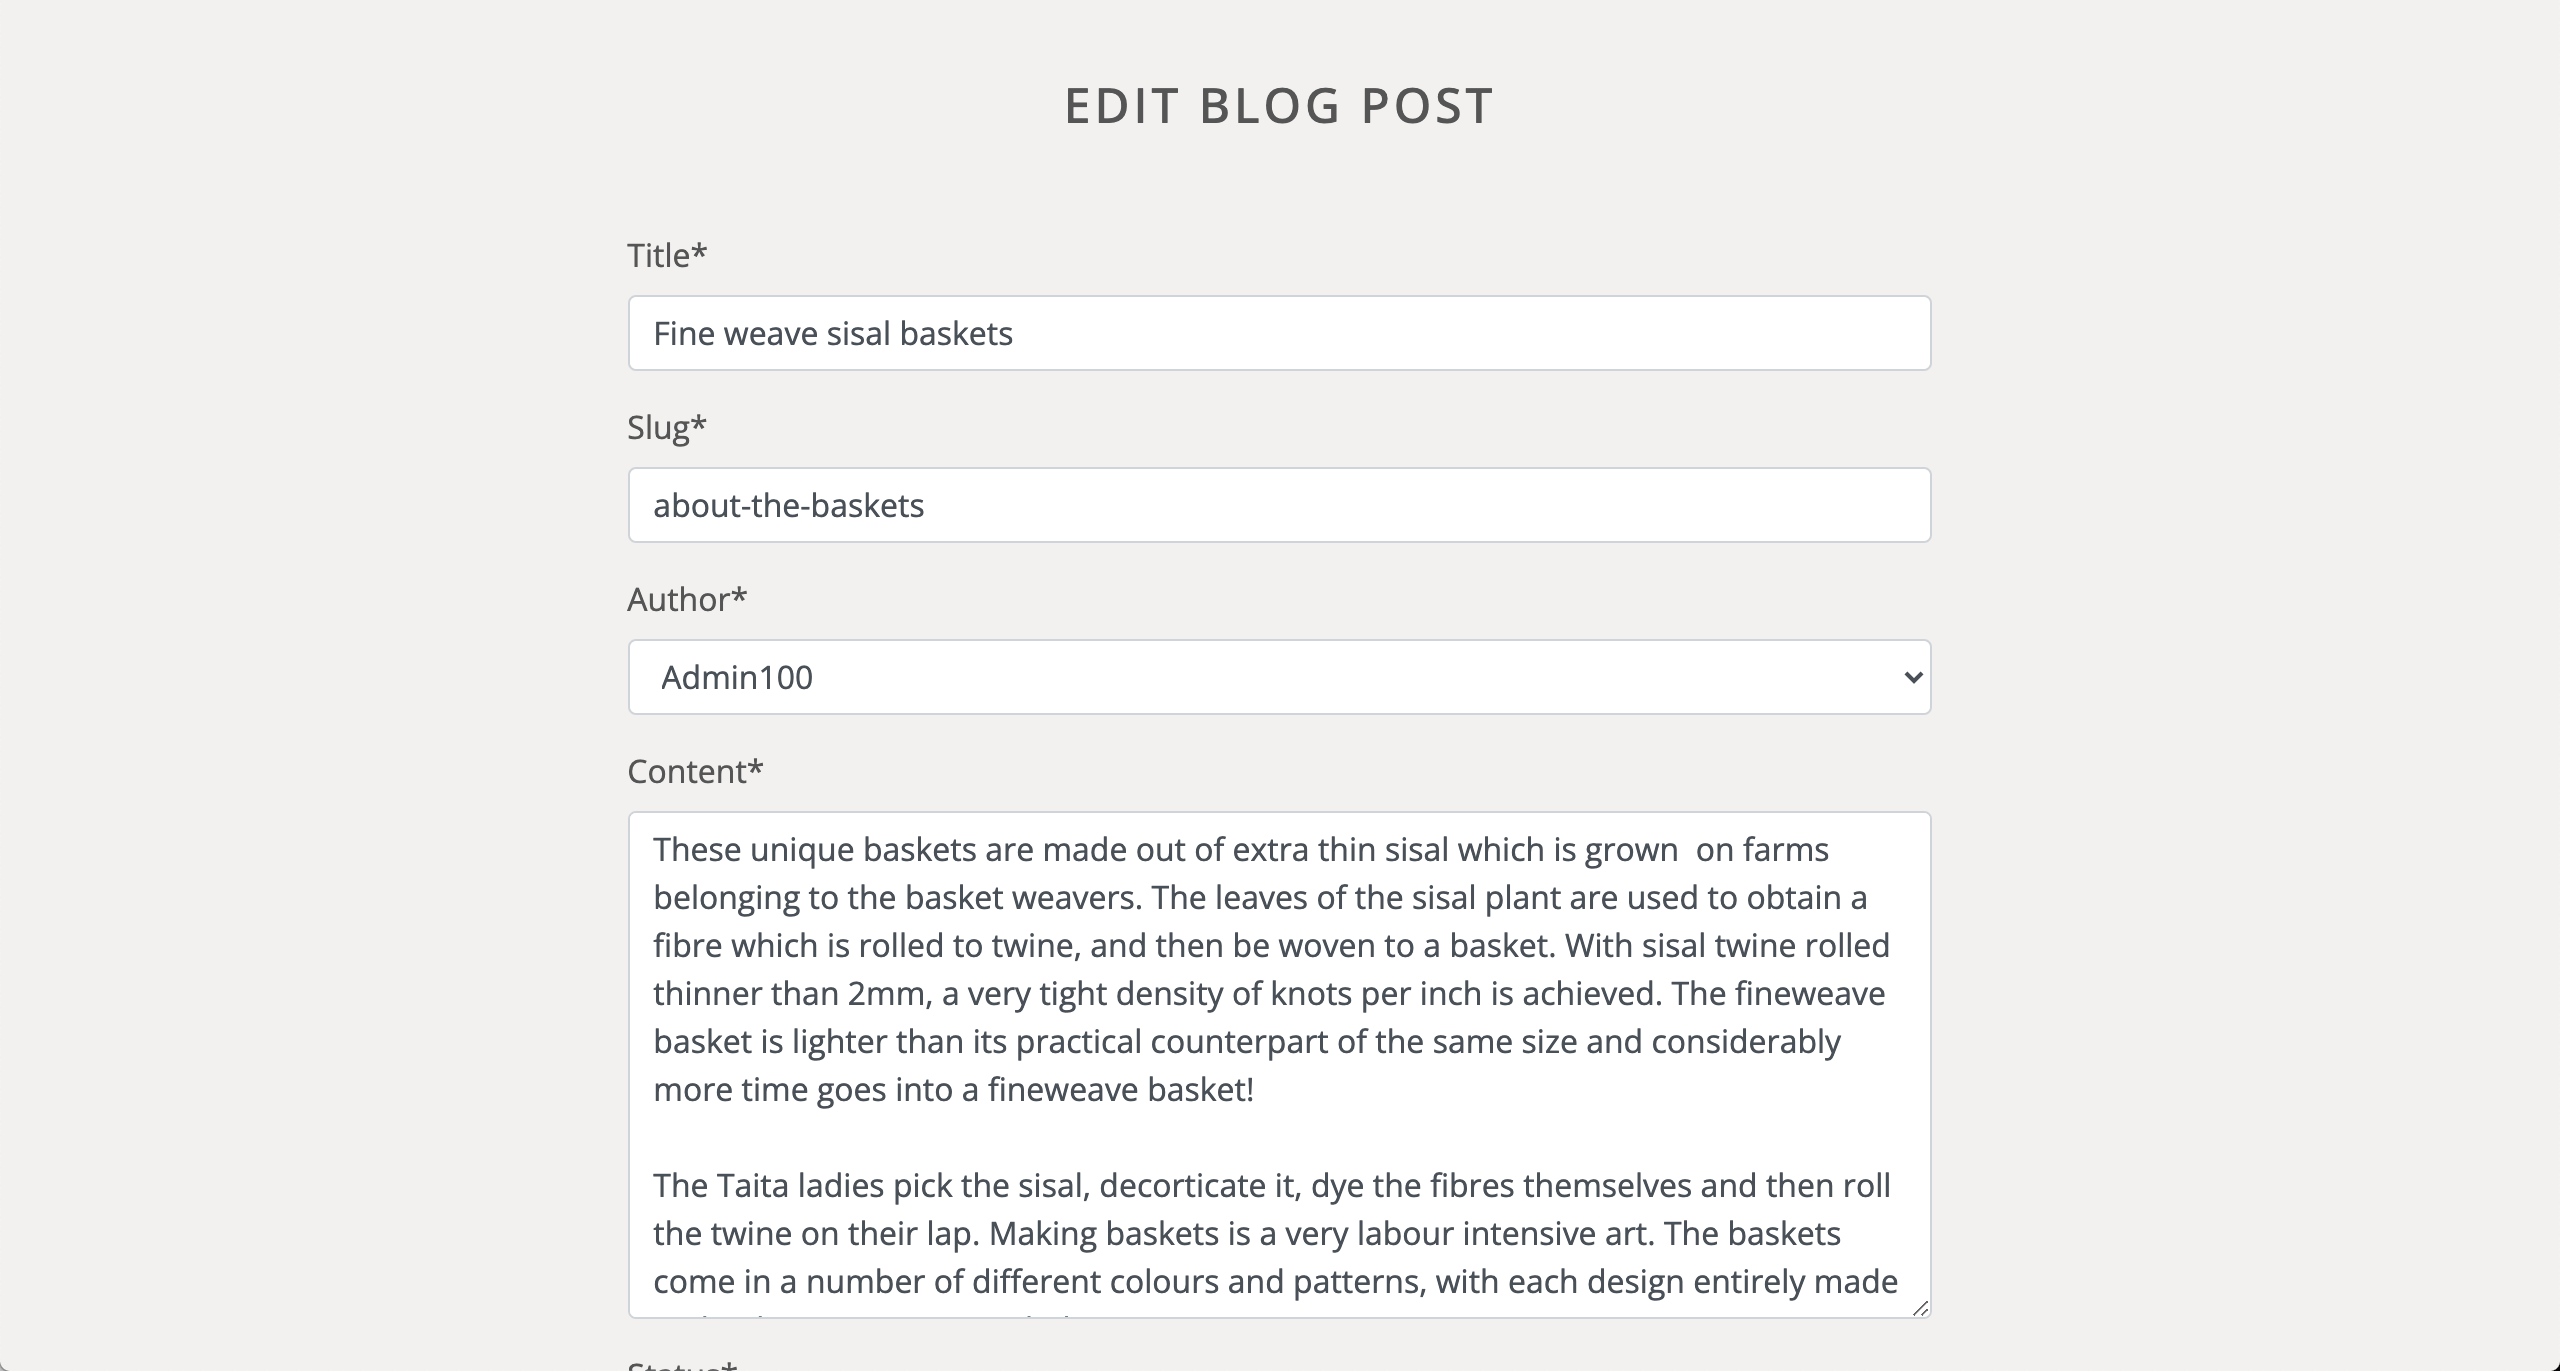 EDIT BLOG POST
Title*
Fine weave sisal baskets
Slug*
about-the-baskets
Author*
Admin100
Content*
These unique baskets are made out of extra thin sisal which is grown  on farms
belonging to the basket weavers. The leaves of the sisal plant are used to obtain a
fibre which is rolled to twine, and then be woven to a basket. With sisal twine rolled
thinner than 2mm, a very tight density of knots per inch is achieved. The fineweave
basket is lighter than its practical counterpart of the same size and considerably
more time goes into a fineweave basket!
The Taita ladies pick the sisal, decorticate it, dye the fibres themselves and then roll
the twine on their lap. Making baskets is a very labour intensive art. The baskets
come in a number of different colours and patterns, with each design entirely made
Status*